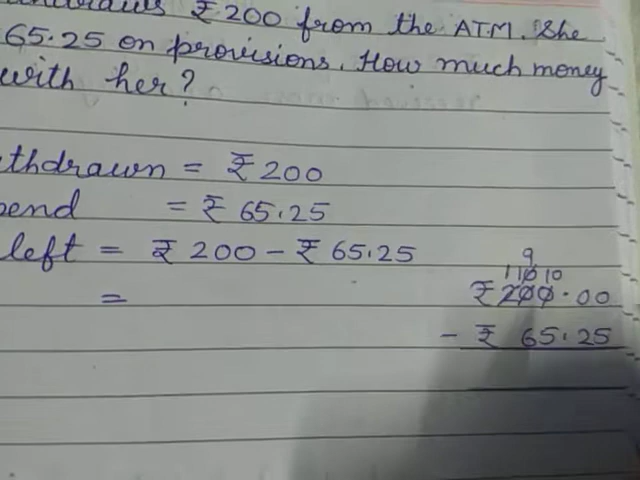 ₹200 from the ATM. She
65.25 on provisions. How much money
with her?
thdrawn = ₹200
pend = ₹ 65.25
left = ₹ 200 - ₹ 65.25
9
1 10 10
= ₹200.00
- ₹ 65.25